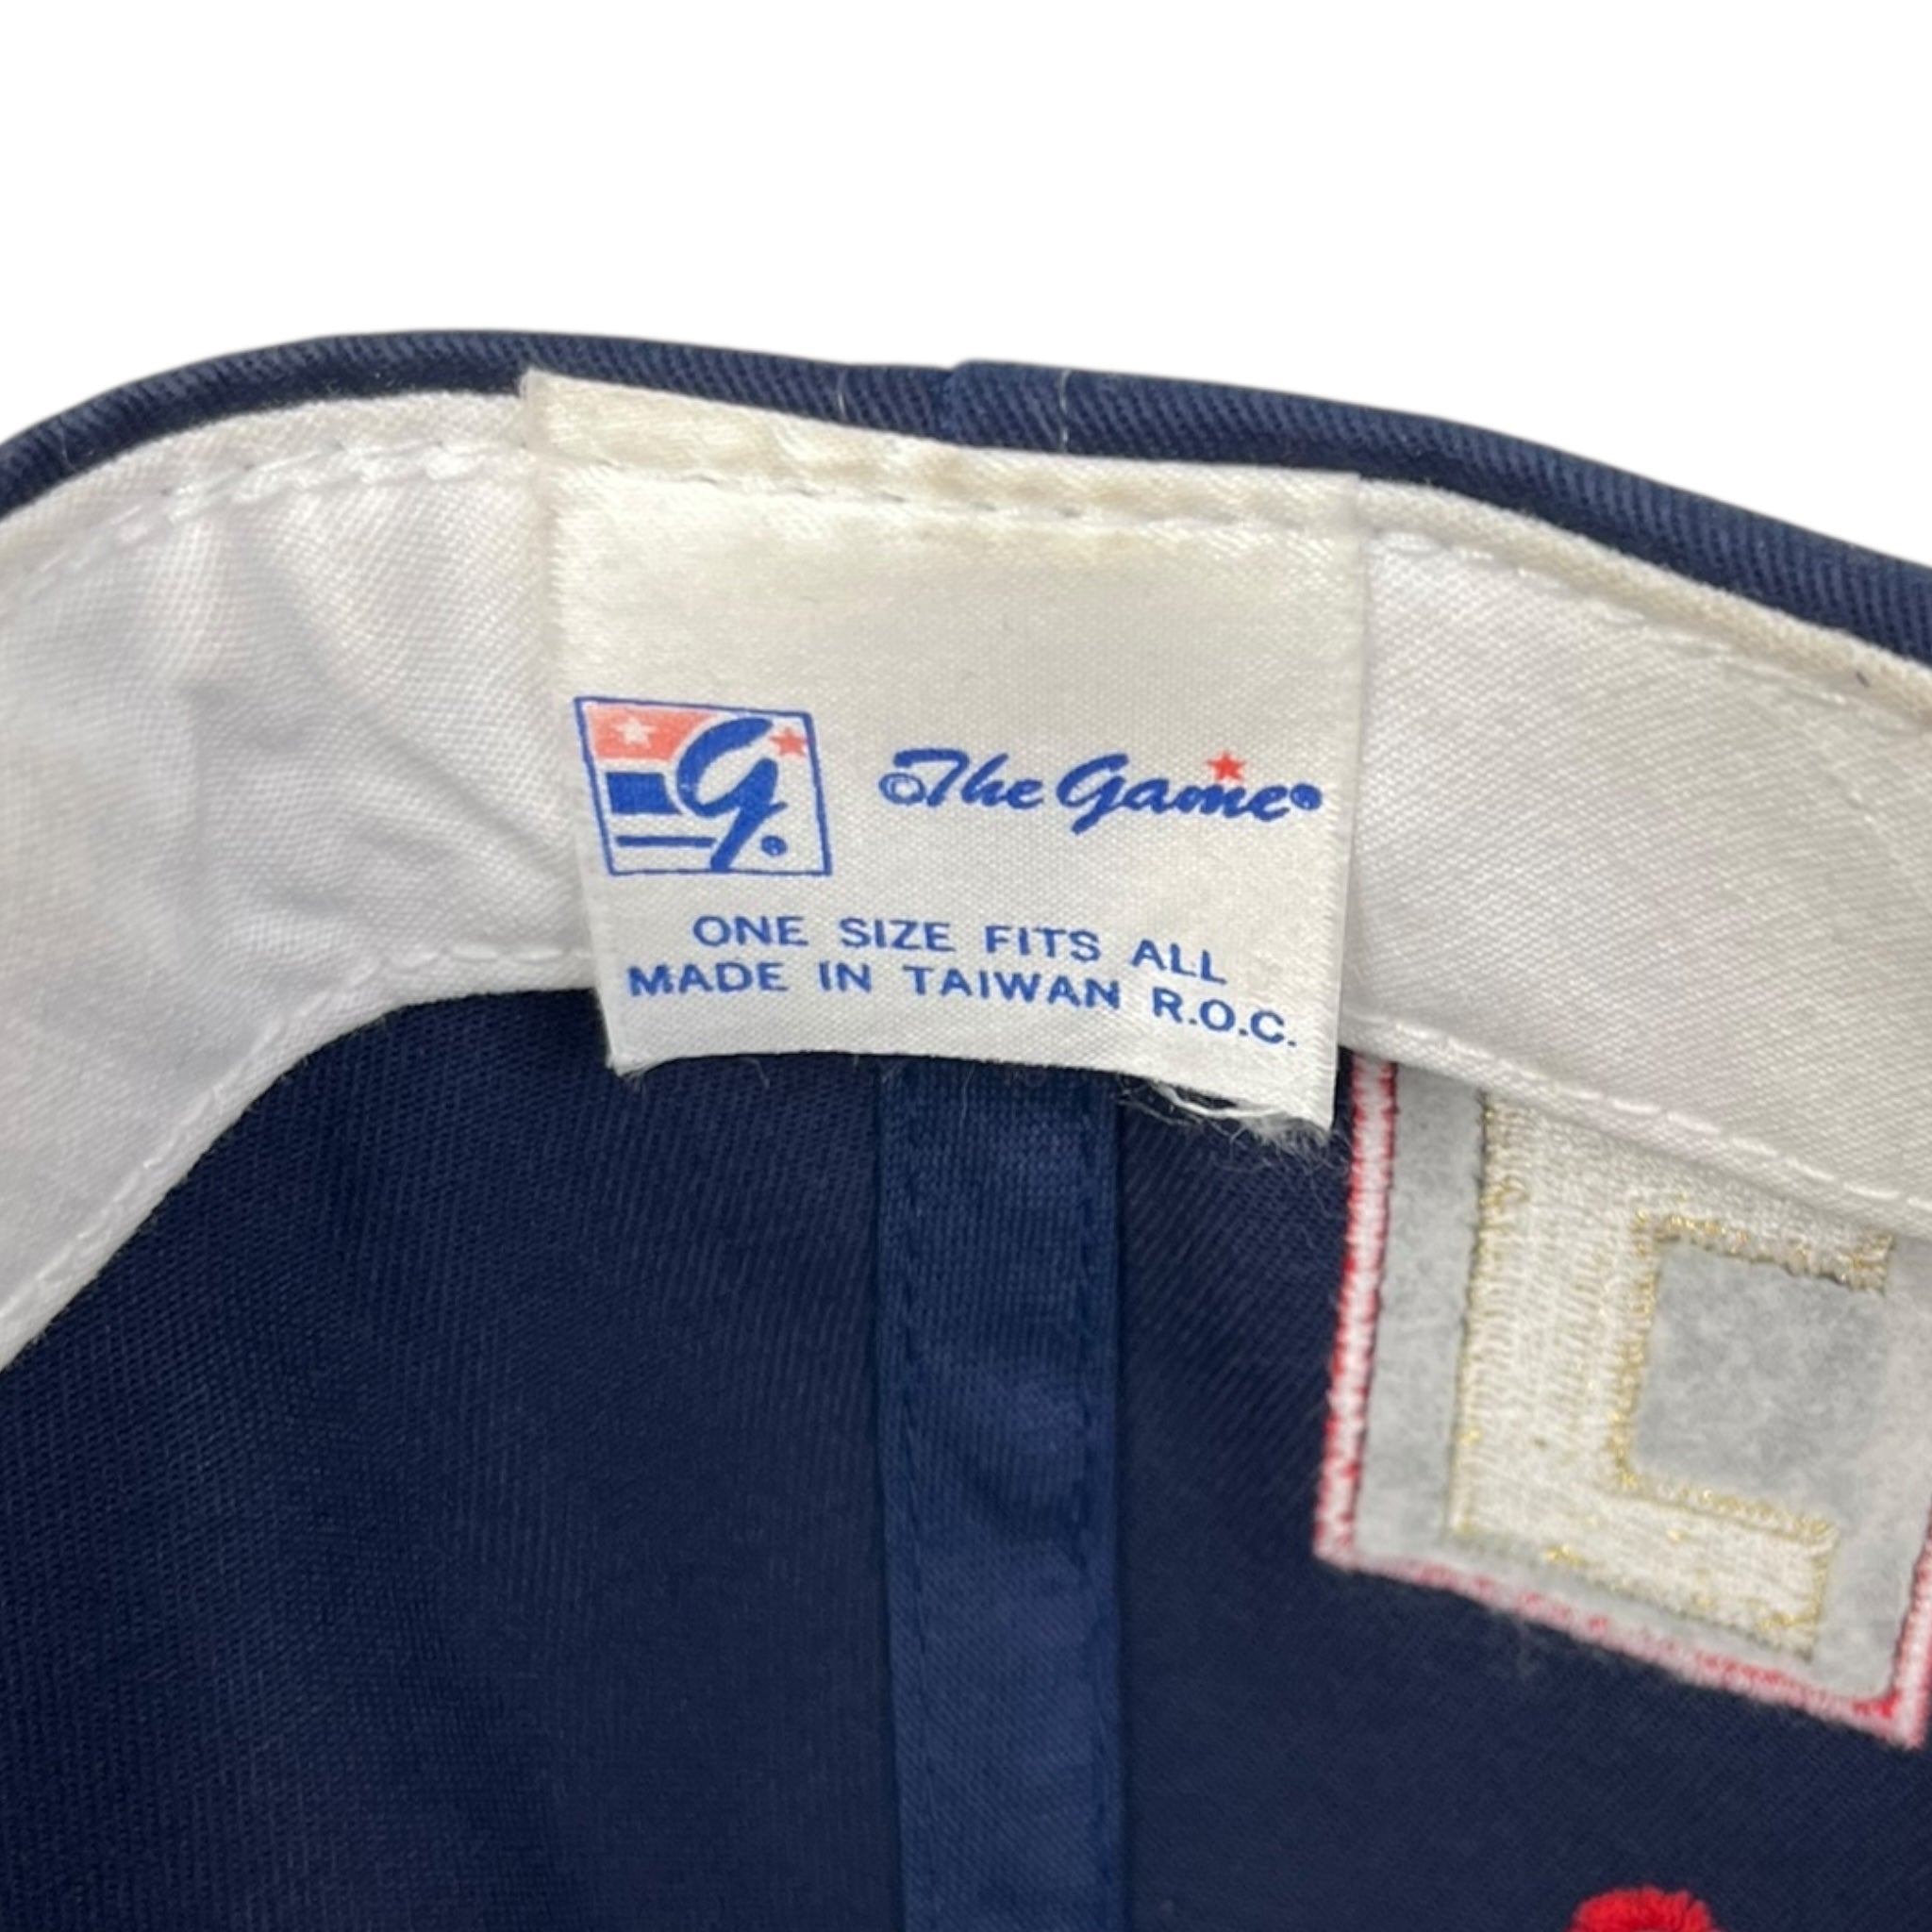 g®
©The Game®
ONE SIZE FITS ALL
MADE IN TAIWAN R.O.C.